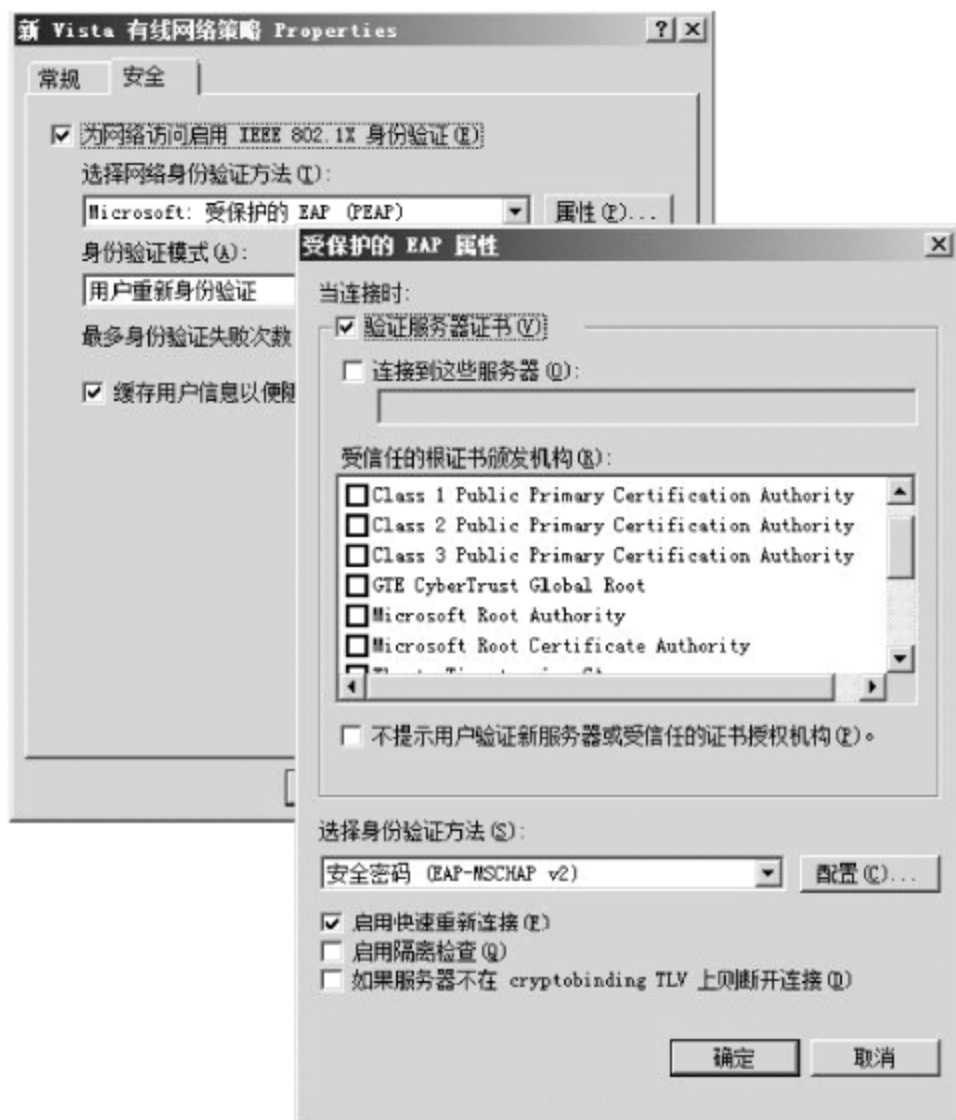 新 Vista 有线网络策略 Properties
常规 安全
为网络访问启用 IEEE 802.1X 身份验证(E)
选择网络身份验证方法(T):
Microsoft: 受保护的 EAP (PEAP) 属性(P)...
身份验证模式(A):
用户重新身份验证
最多身份验证失败次数
缓存用户信息以便随
受保护的 EAP 属性
当连接时:
验证服务器证书(V)
连接到这些服务器(O):
受信任的根证书颁发机构(R):
Class 1 Public Primary Certification Authority
Class 2 Public Primary Certification Authority
Class 3 Public Primary Certification Authority
GTE CyberTrust Global Root
Microsoft Root Authority
Microsoft Root Certificate Authority
不提示用户验证新服务器或受信任的证书授权机构(P)。
选择身份验证方法(S):
安全密码 (EAP-MSCHAP v2) 配置(C)...
启用快速重新连接(F)
启用隔离检查(Q)
如果服务器不在 cryptobinding TLV 上则断开连接(D)
确定 取消